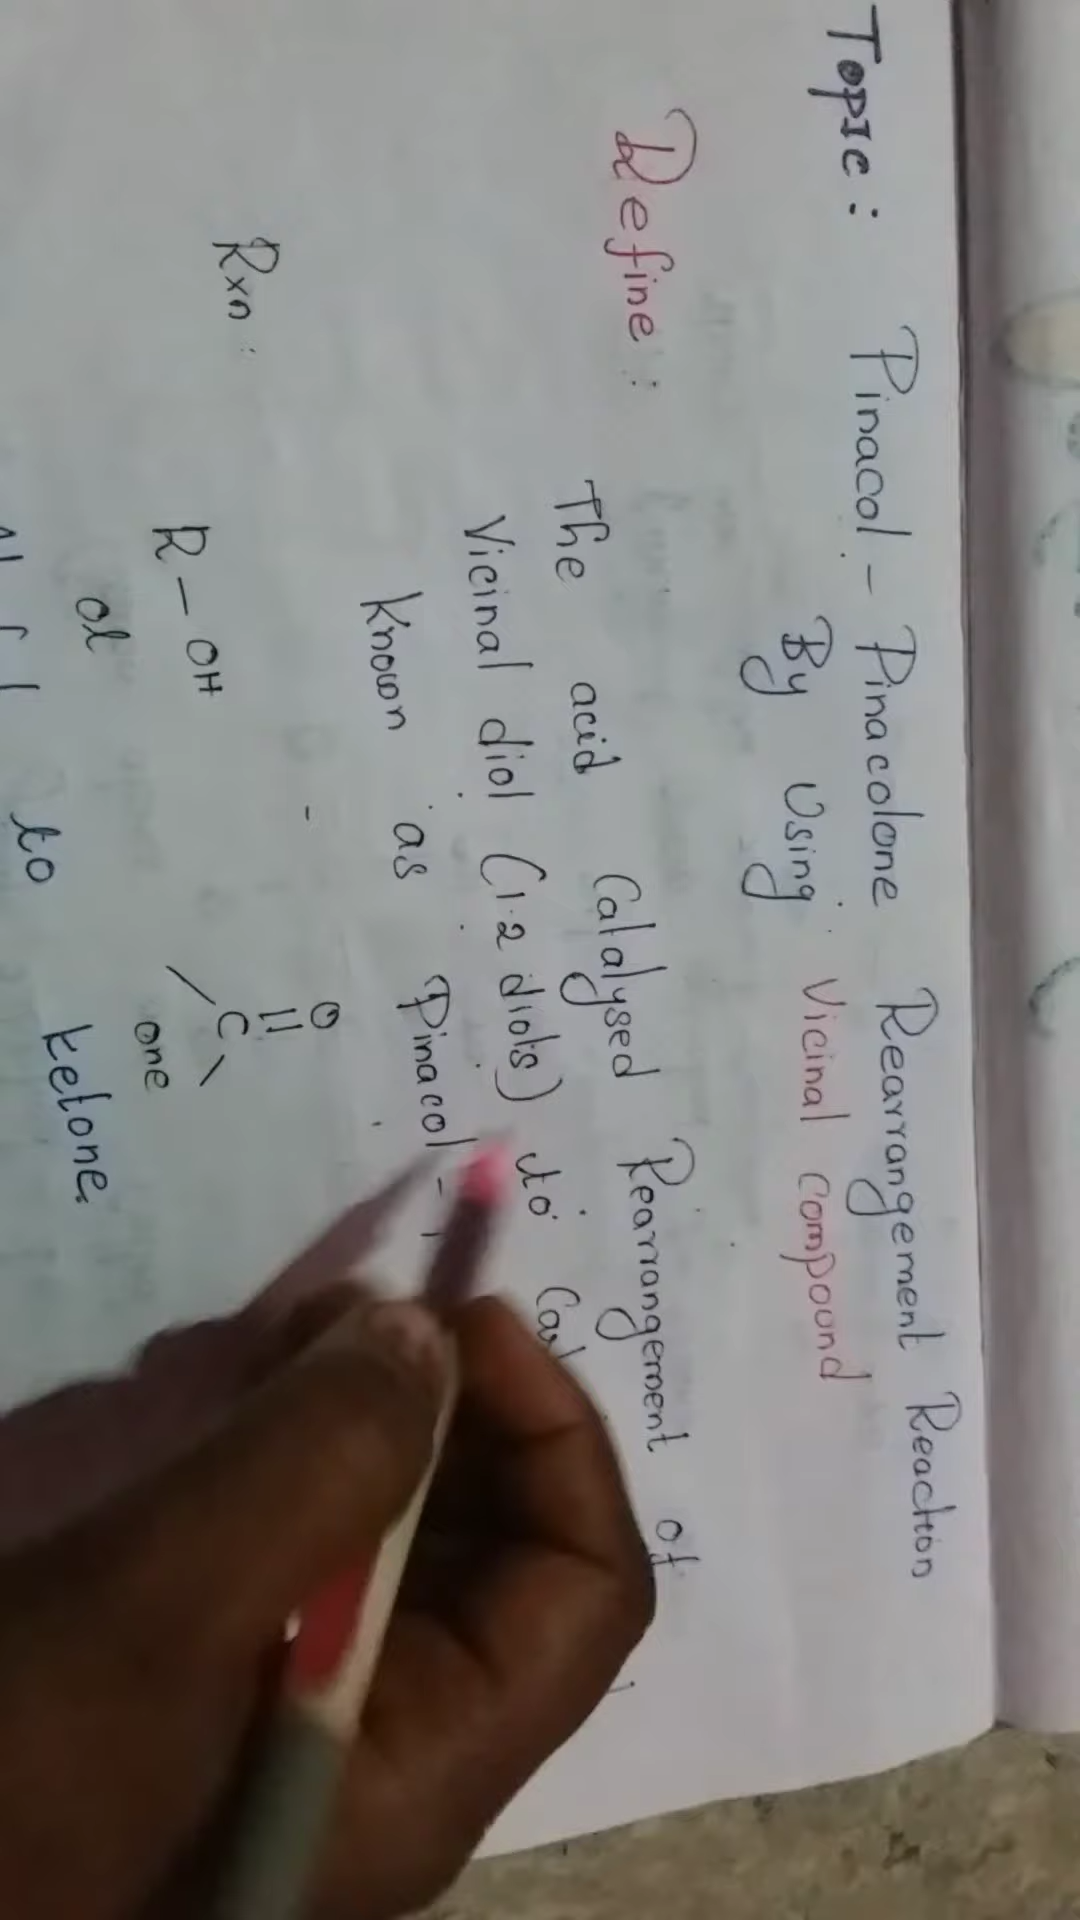 Topic: Pinacol - Pinacolone Rearrangement Reaction
By Using Vicinal Compound
Define:
The acid Catalysed Rearrangement of
Vicinal diol (1.2 diols) to
Known as Pinacol -
Rxn:
O
R-OH C
ol one
to ketone.